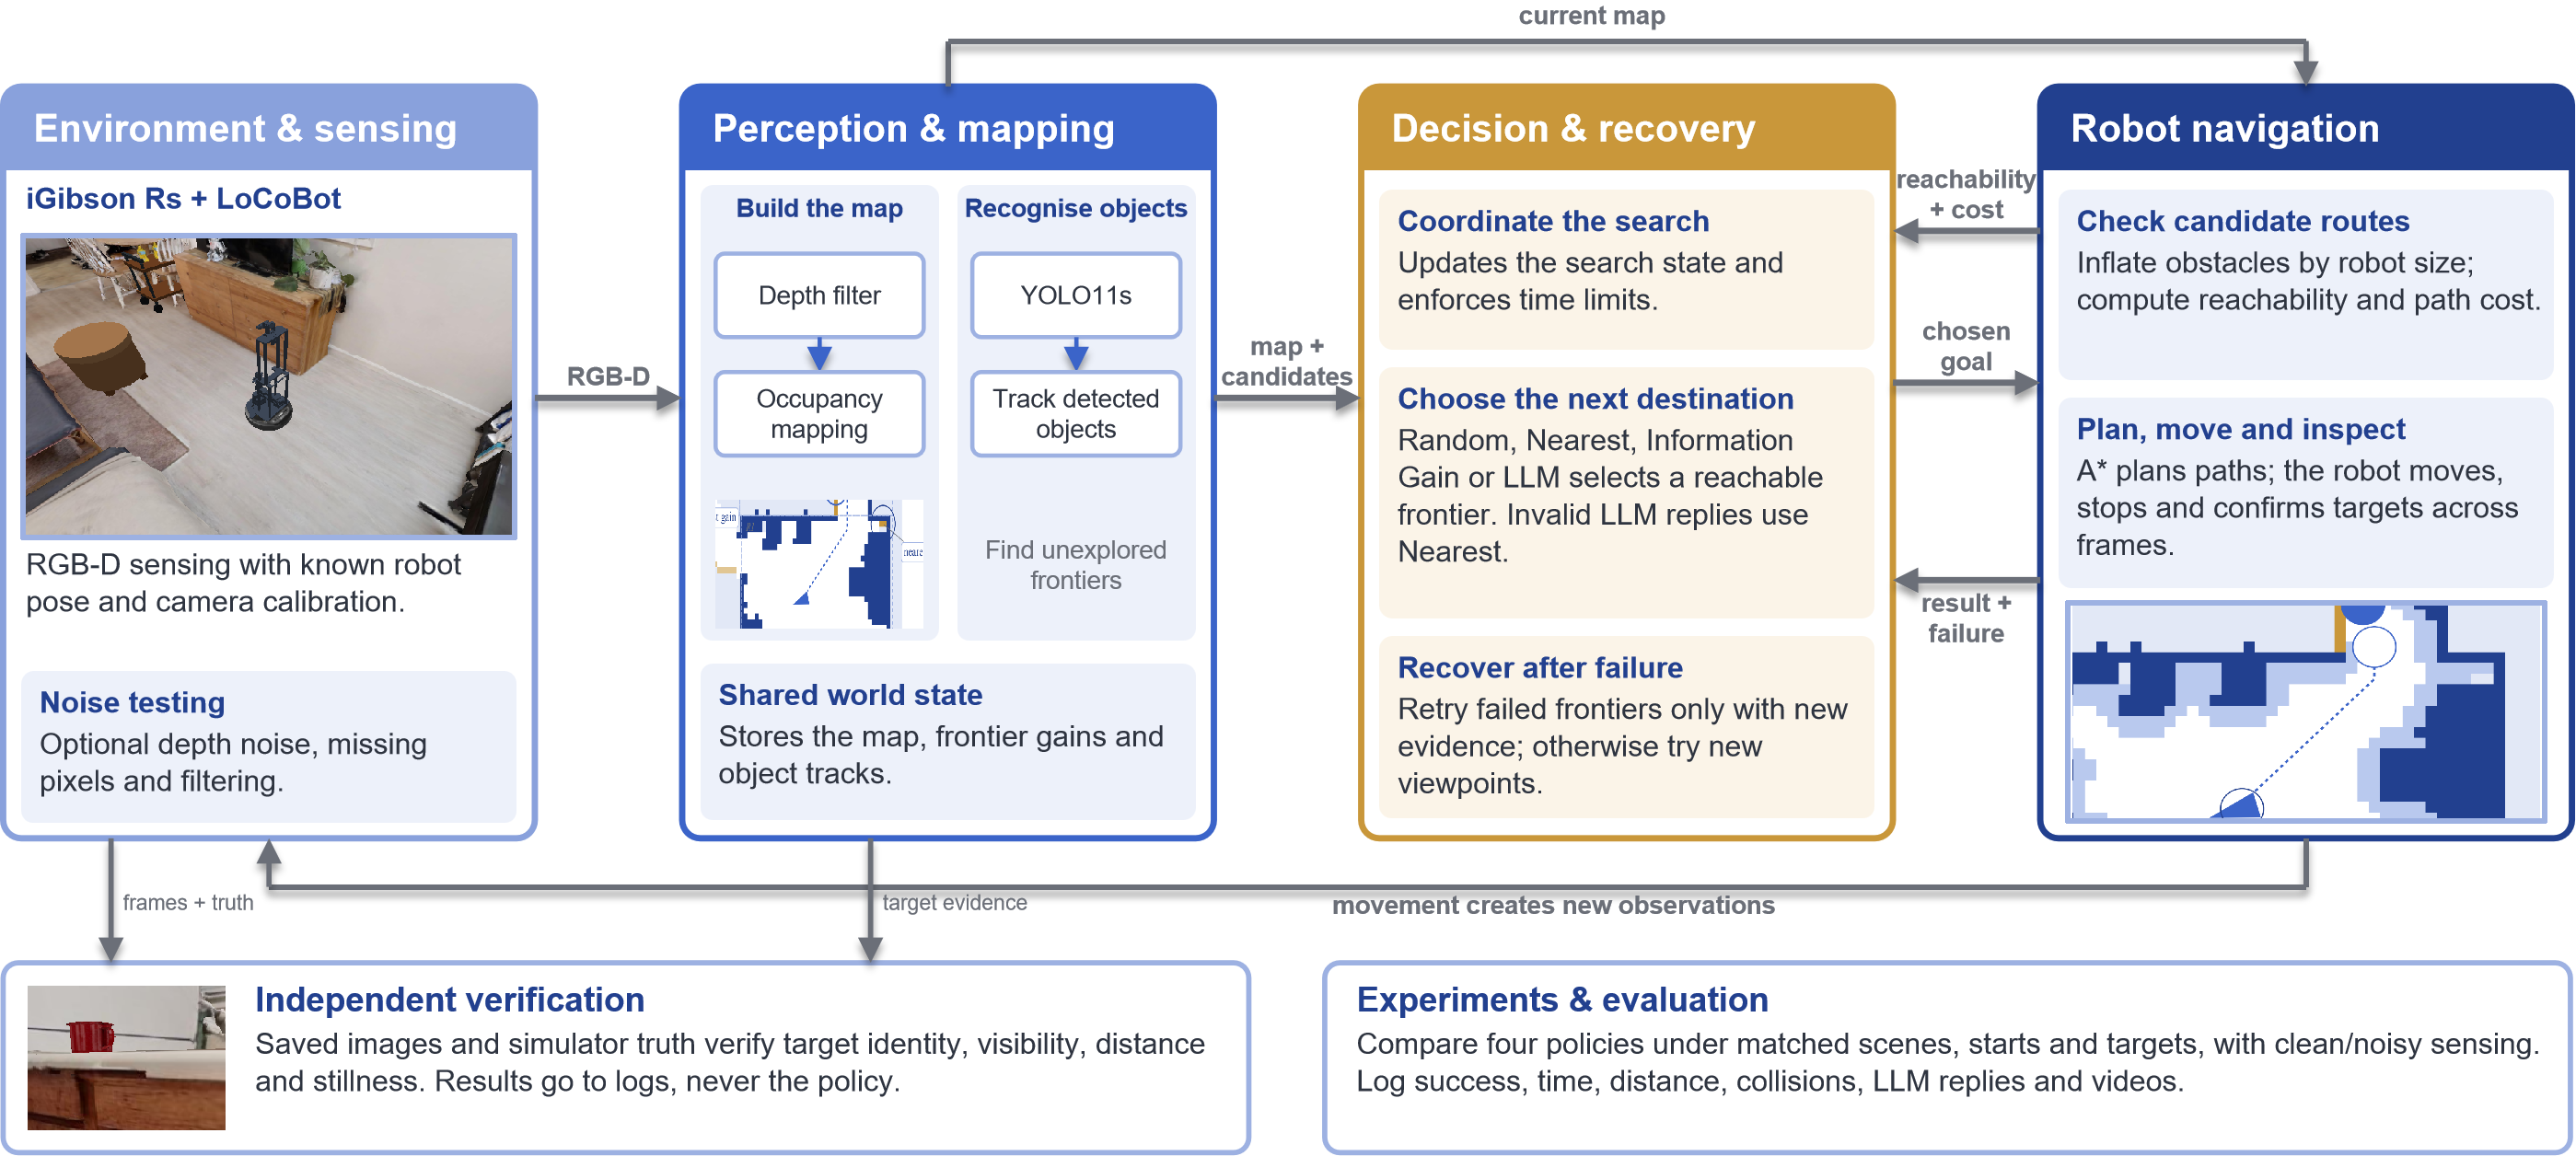 current map
Environment & sensing
iGibson Rs + LoCoBot
RGB-D sensing with known robot
pose and camera calibration.
Noise testing
Optional depth noise, missing
pixels and filtering.
RGB-D
Perception & mapping
Build the map
Depth filter
Occupancy
mapping
t gain
Recognise objects
YOLO11s
Track detected
objects
Find unexplored
frontiers
Shared world state
Stores the map, frontier gains and
object tracks.
map +
candidates
Decision & recovery
Coordinate the search
Updates the search state and
enforces time limits.
Choose the next destination
Random, Nearest, Information
Gain or LLM selects a reachable
frontier. Invalid LLM replies use
Nearest.
Recover after failure
Retry failed frontiers only with new
evidence; otherwise try new
viewpoints.
reachability
+ cost
chosen
goal
result +
failure
Robot navigation
Check candidate routes
Inflate obstacles by robot size;
compute reachability and path cost.
Plan, move and inspect
A* plans paths; the robot moves,
stops and confirms targets across
frames.
frames + truth
target evidence
movement creates new observations
Independent verification
Saved images and simulator truth verify target identity, visibility, distance
and stillness. Results go to logs, never the policy.
Experiments & evaluation
Compare four policies under matched scenes, starts and targets, with clean/noisy sensing.
Log success, time, distance, collisions, LLM replies and videos.